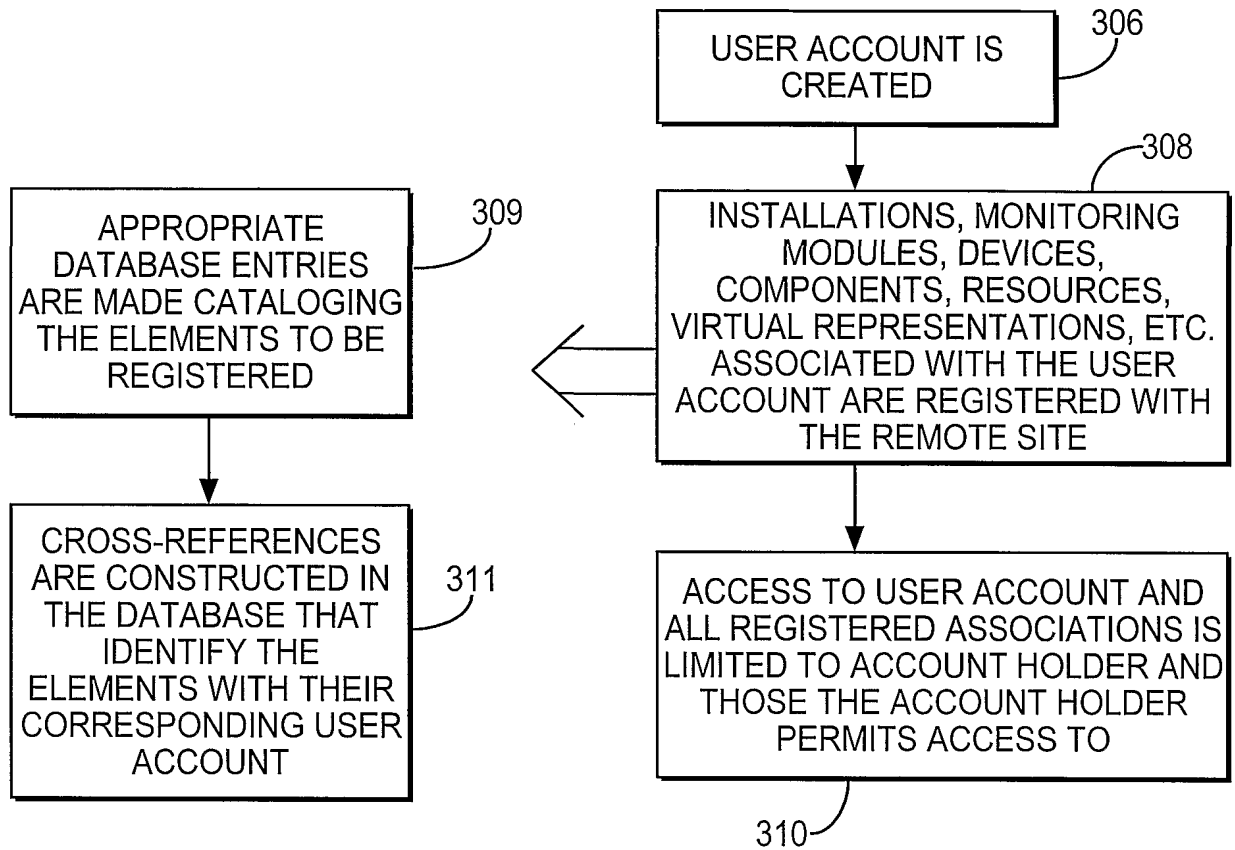 306
USER ACCOUNT IS
CREATED
308
INSTALLATIONS, MONITORING
MODULES, DEVICES,
COMPONENTS, RESOURCES,
VIRTUAL REPRESENTATIONS, ETC.
ASSOCIATED WITH THE USER
ACCOUNT ARE REGISTERED WITH
THE REMOTE SITE
309
APPROPRIATE
DATABASE ENTRIES
ARE MADE CATALOGING
THE ELEMENTS TO BE
REGISTERED
311
CROSS-REFERENCES
ARE CONSTRUCTED IN
THE DATABASE THAT
IDENTIFY THE
ELEMENTS WITH THEIR
CORRESPONDING USER
ACCOUNT
ACCESS TO USER ACCOUNT AND
ALL REGISTERED ASSOCIATIONS IS
LIMITED TO ACCOUNT HOLDER AND
THOSE THE ACCOUNT HOLDER
PERMITS ACCESS TO
310